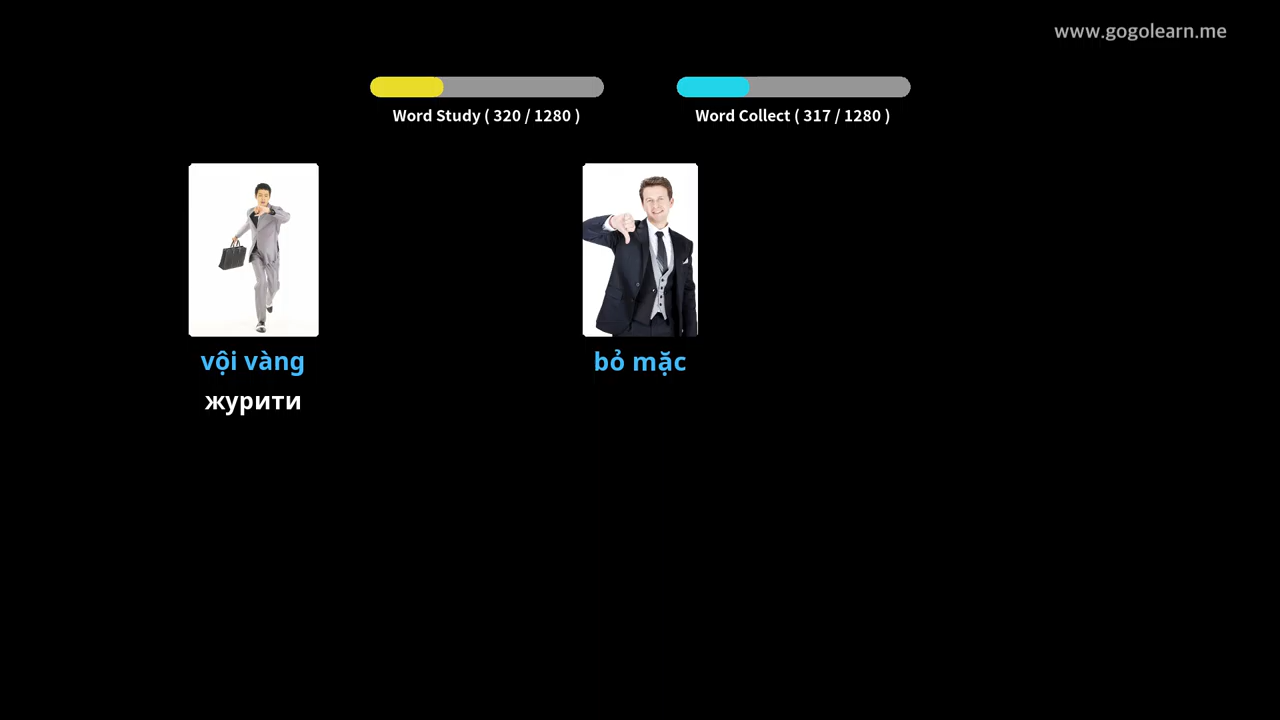 www.gogolearn.me
Word Study ( 320 / 1280 )
Word Collect ( 317 / 1280 )
vội vàng
журити
bỏ mặc